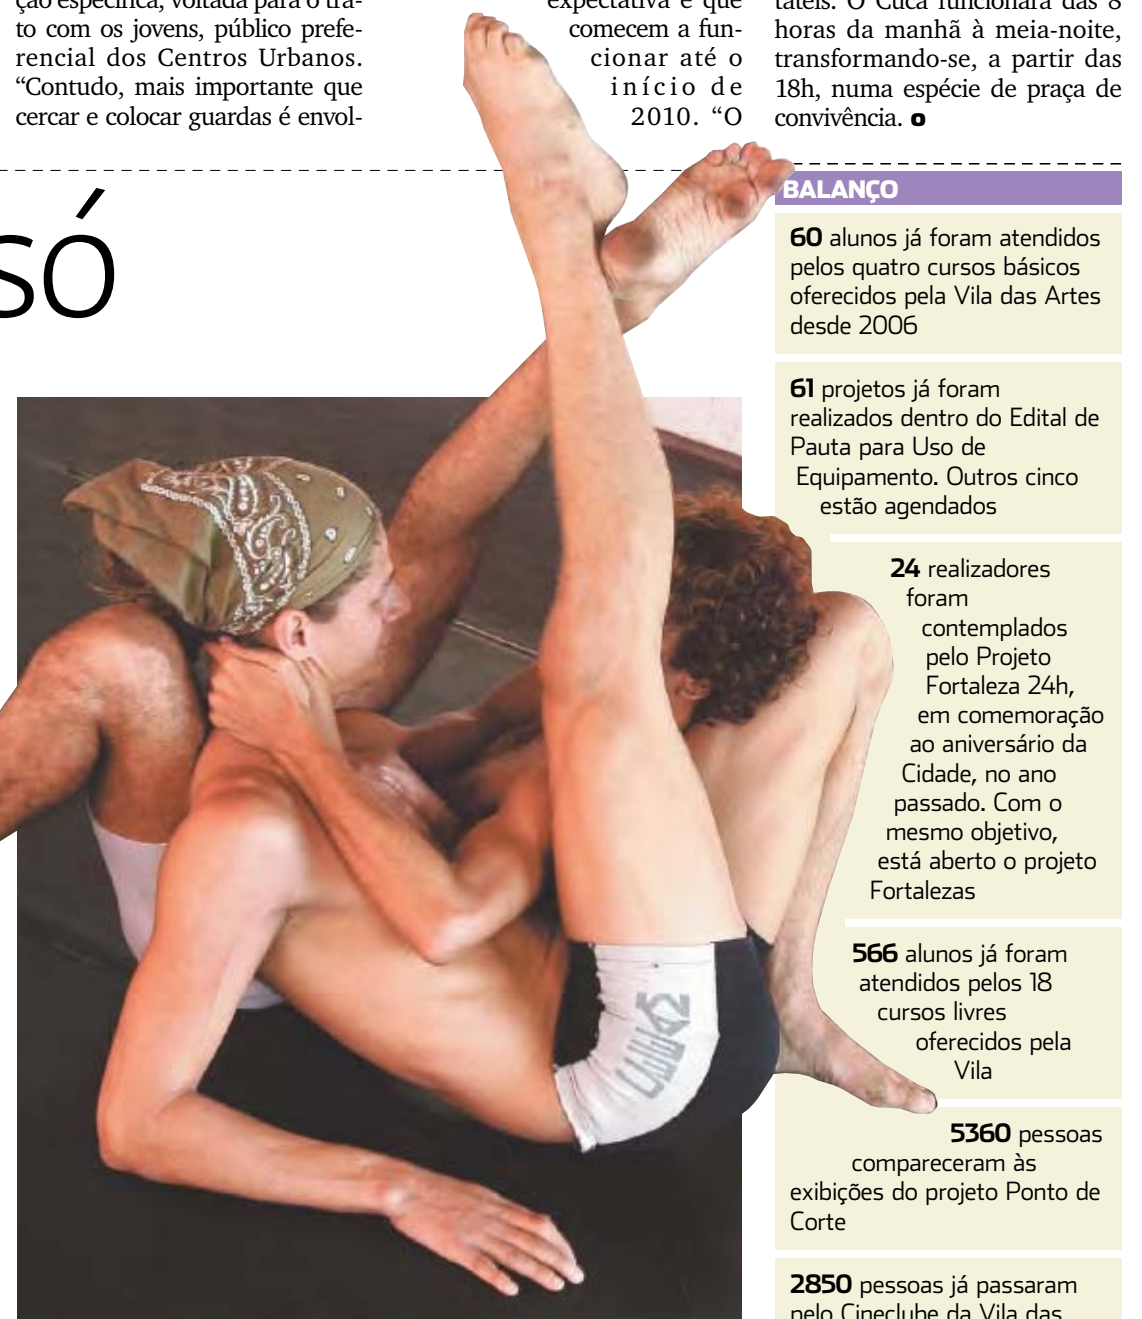 ção específica, voltada para o tra-
to com os jovens, público prefe-
rencial dos Centros Urbanos.
“Contudo, mais importante que
cercar e colocar guardas é envol-
expectativa é que
comecem a fun-
cionar até o
início de
2010. “O
táteis. O Cuca funcionará das 8
horas da manhã à meia-noite,
transformando-se, a partir das
18h, numa espécie de praça de
convivência. o
SÓ
BALANÇO
60 alunos já foram atendidos
pelos quatro cursos básicos
oferecidos pela Vila das Artes
desde 2006
61 projetos já foram
realizados dentro do Edital de
Pauta para Uso de
Equipamento. Outros cinco
estão agendados
24 realizadores
foram
contemplados
pelo Projeto
Fortaleza 24h,
em comemoração
ao aniversário da
Cidade, no ano
passado. Com o
mesmo objetivo,
está aberto o projeto
Fortalezas
566 alunos já foram
atendidos pelos 18
cursos livres
oferecidos pela
Vila
5360 pessoas
compareceram às
exibições do projeto Ponto de
Corte
2850 pessoas já passaram
pelo Cineclube da Vila das